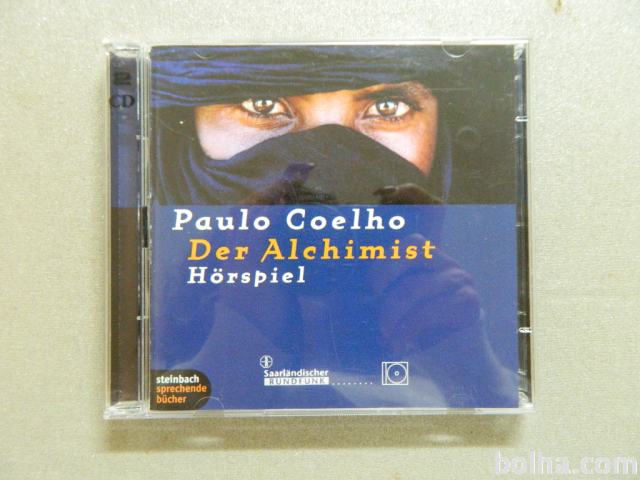 2
CD
Paulo Coelho
Der Alchimist
Hörspiel
steinbach
sprechende
bücher
Saarländischer
RUNDFUNK
bolha.com